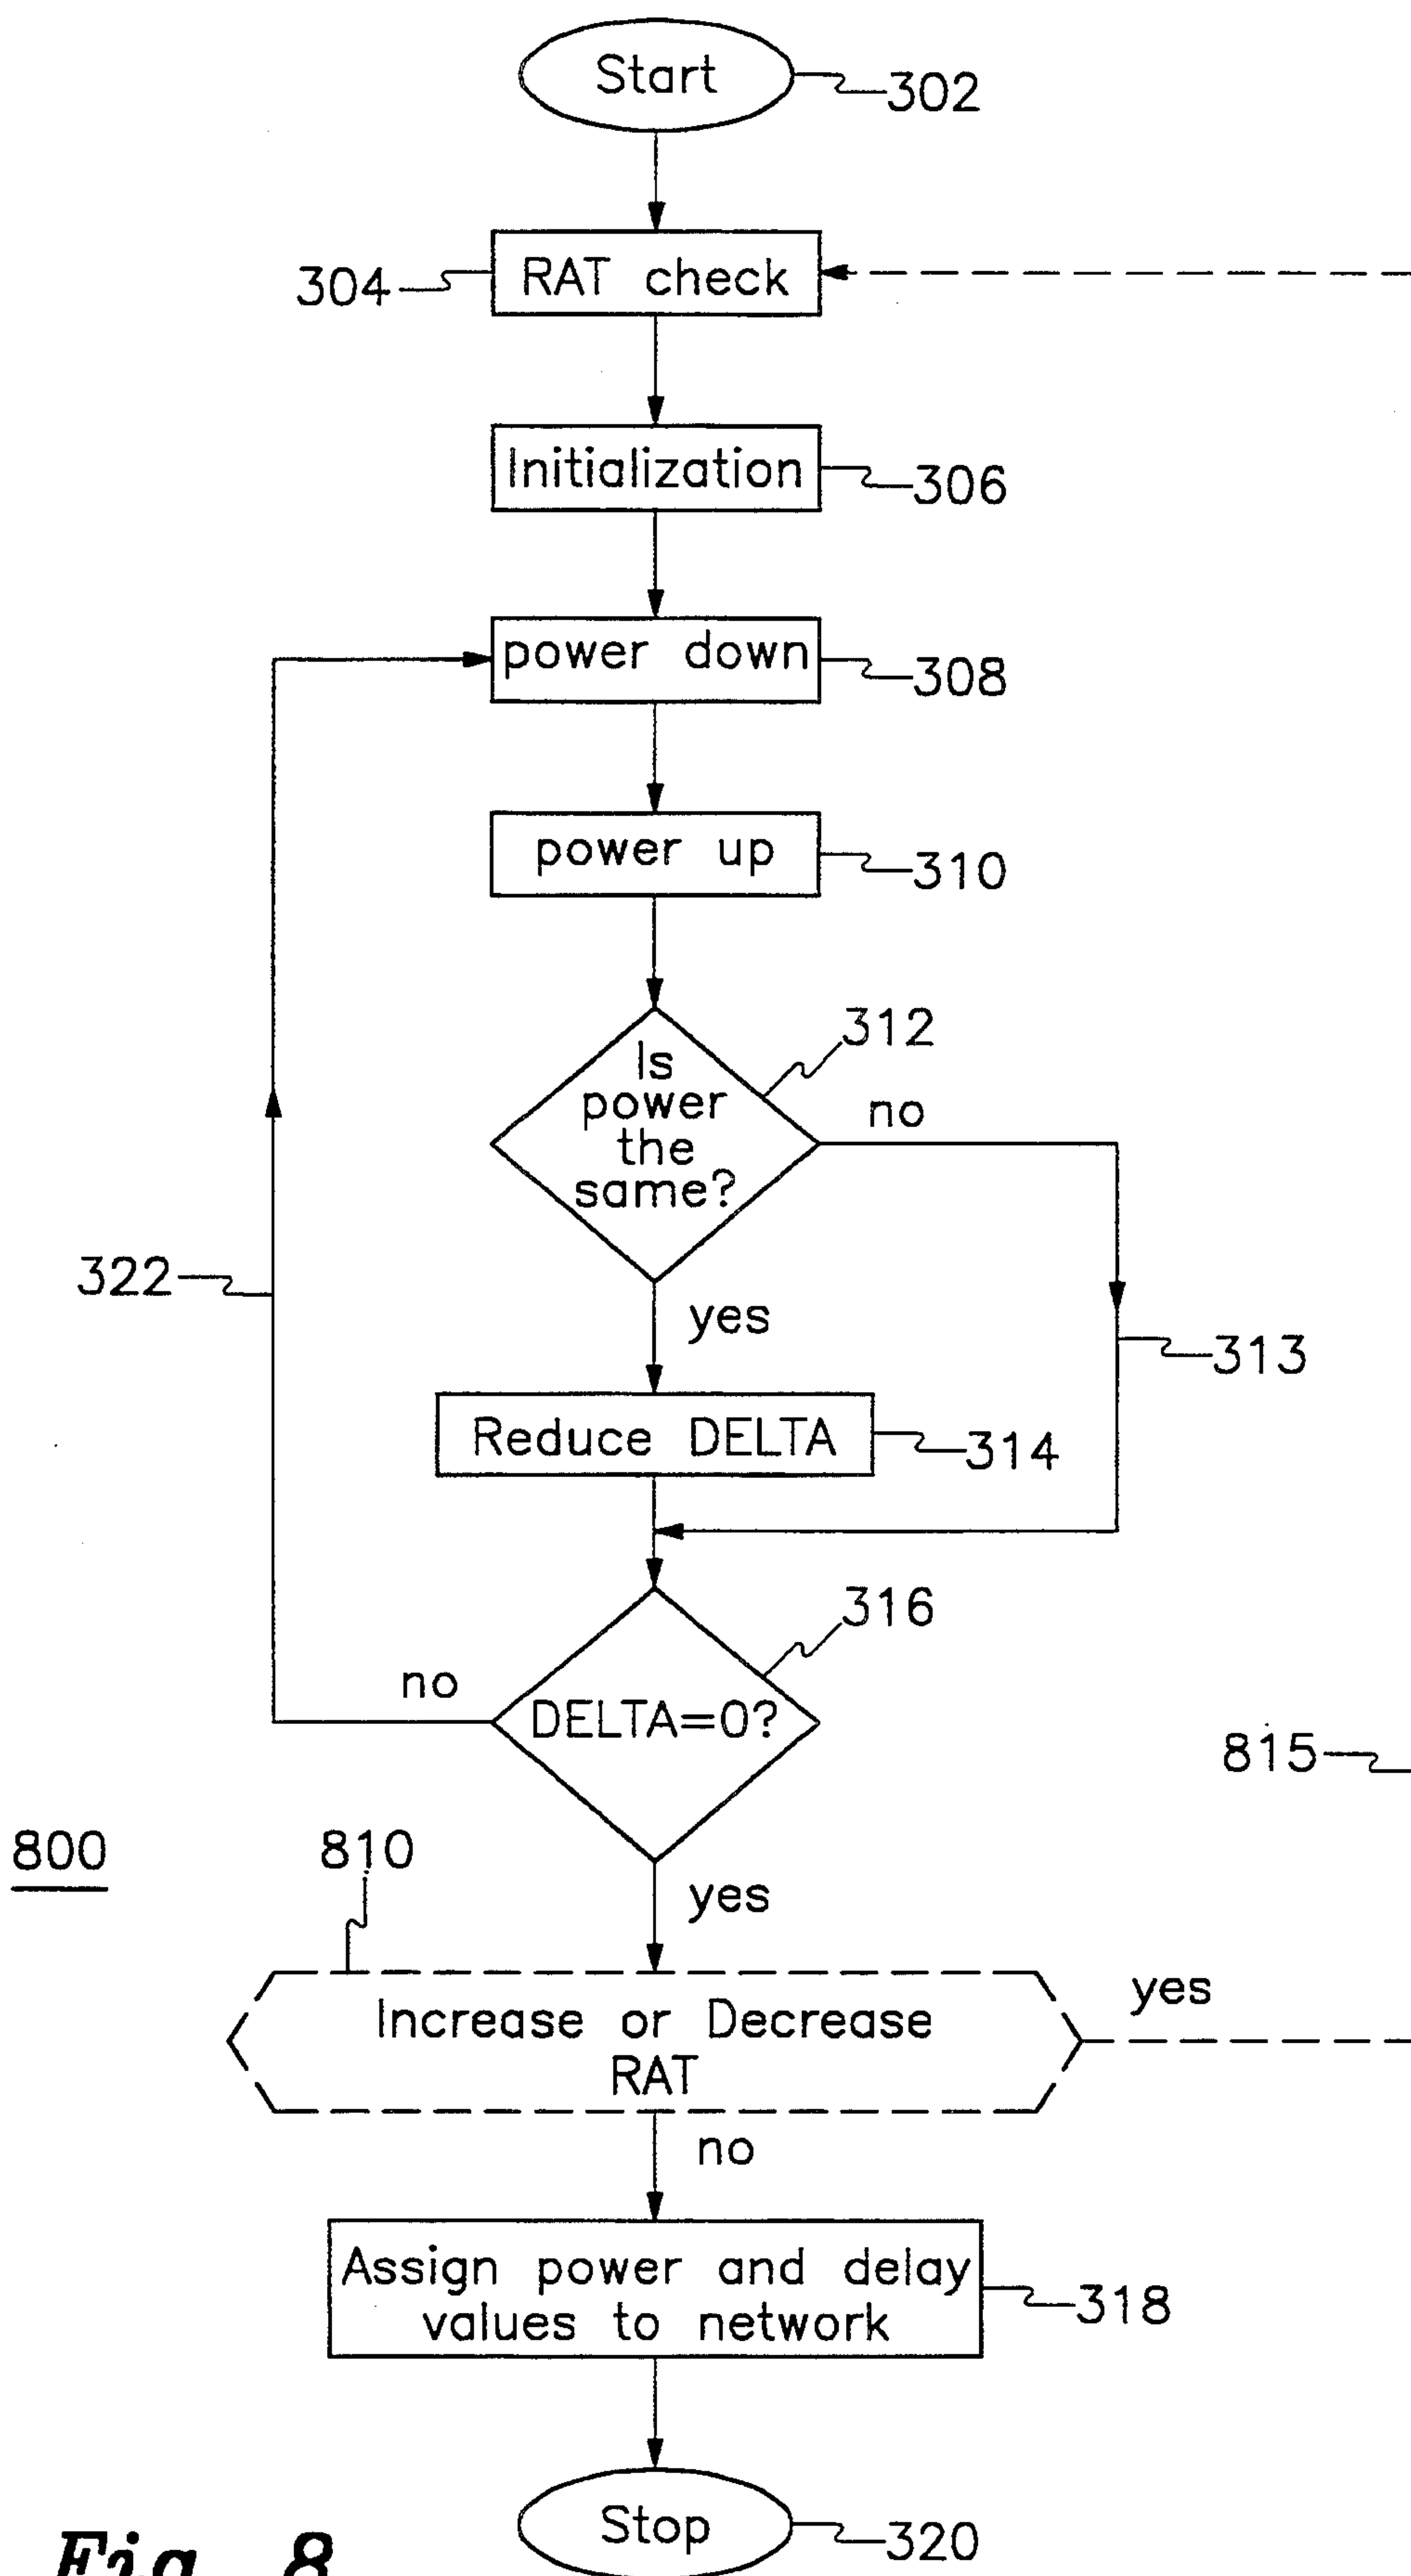 Start
302
304
RAT check
Initialization
306
power down
308
power up
310
312
Is
power
the
same?
no
322
yes
313
Reduce DELTA
314
316
no
DELTA=0?
815
800
810
yes
Increase or Decrease
RAT
yes
no
Assign power and delay
values to network
318
Stop
320
Fig. 8